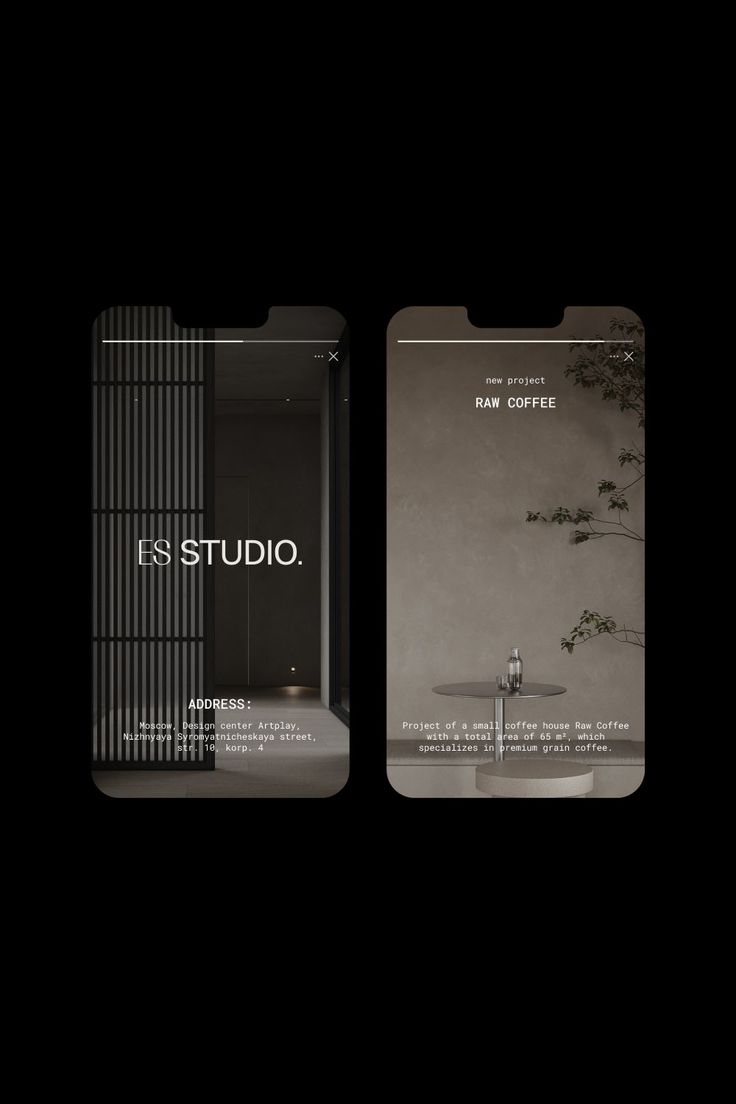 ES STUDIO.
ADDRESS:
Moscow, Design center Artplay,
Nizhnyaya Syromyatnicheskaya street,
str. 10, korp. 4
new project
RAW COFFEE
Project of a small coffee house Raw Coffee
with a total area of 65 m², which
specializes in premium grain coffee.